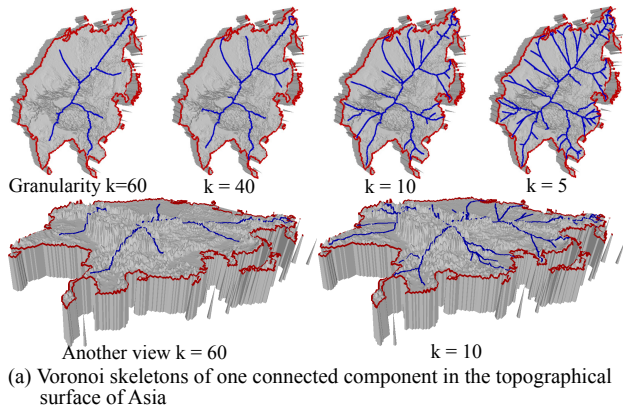 Granularity k=60
k = 40
k = 10
k = 5
Another view k = 60
k = 10
(a) Voronoi skeletons of one connected component in the topographical
surface of Asia